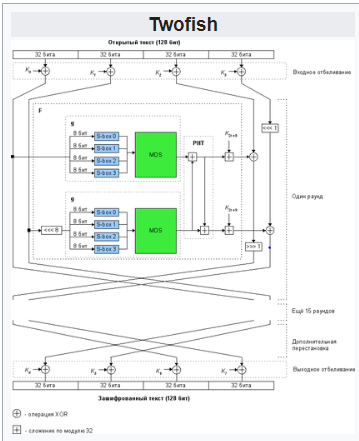 Twofish
Открытый текст (128 бит)
32 бита 32 бита 32 бита 32 бита
K₀ K₁ K₂ K₃
Входное отбеливание
<<< 1
F
g
8 бит S-box 0
8 бит S-box 1
8 бит S-box 2
8 бит S-box 3
MDS
PHT
Один раунд
g
<<< 8
8 бит S-box 0
8 бит S-box 1
8 бит S-box 2
8 бит S-box 3
MDS
>>> 1
Ещё 15 раундов
Дополнительная
перестановка
Выходное отбеливание
32 бита 32 бита 32 бита 32 бита
Зашифрованный текст (128 бит)
- операция XOR
- сложение по модулю 32